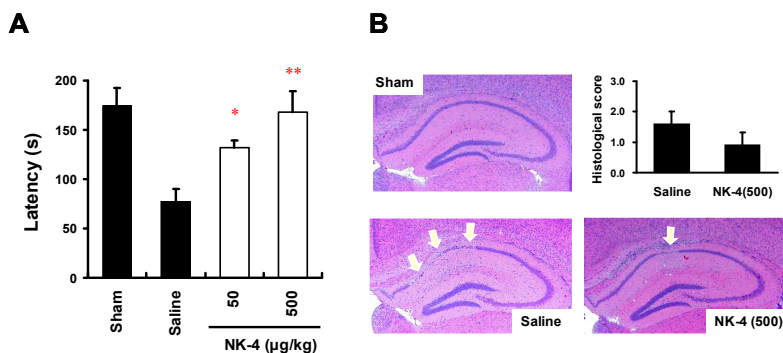 A
Latency (s)
200
150
100
50
0
*
**
Sham
Saline
50
500
NK-4 (µg/kg)
B
Sham
Histological score
3.0
2.0
1.0
0.0
Saline
NK-4(500)
Saline
NK-4 (500)